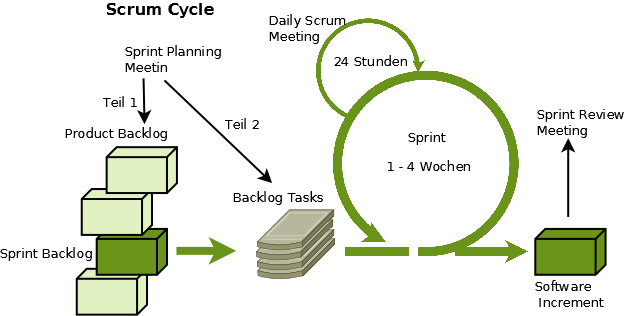 Scrum Cycle
Sprint Planning
Meetin
Teil 1
Teil 2
Product Backlog
Sprint Backlog
Backlog Tasks
Daily Scrum
Meeting
24 Stunden
Sprint
1 - 4 Wochen
Sprint Review
Meeting
Software
Increment